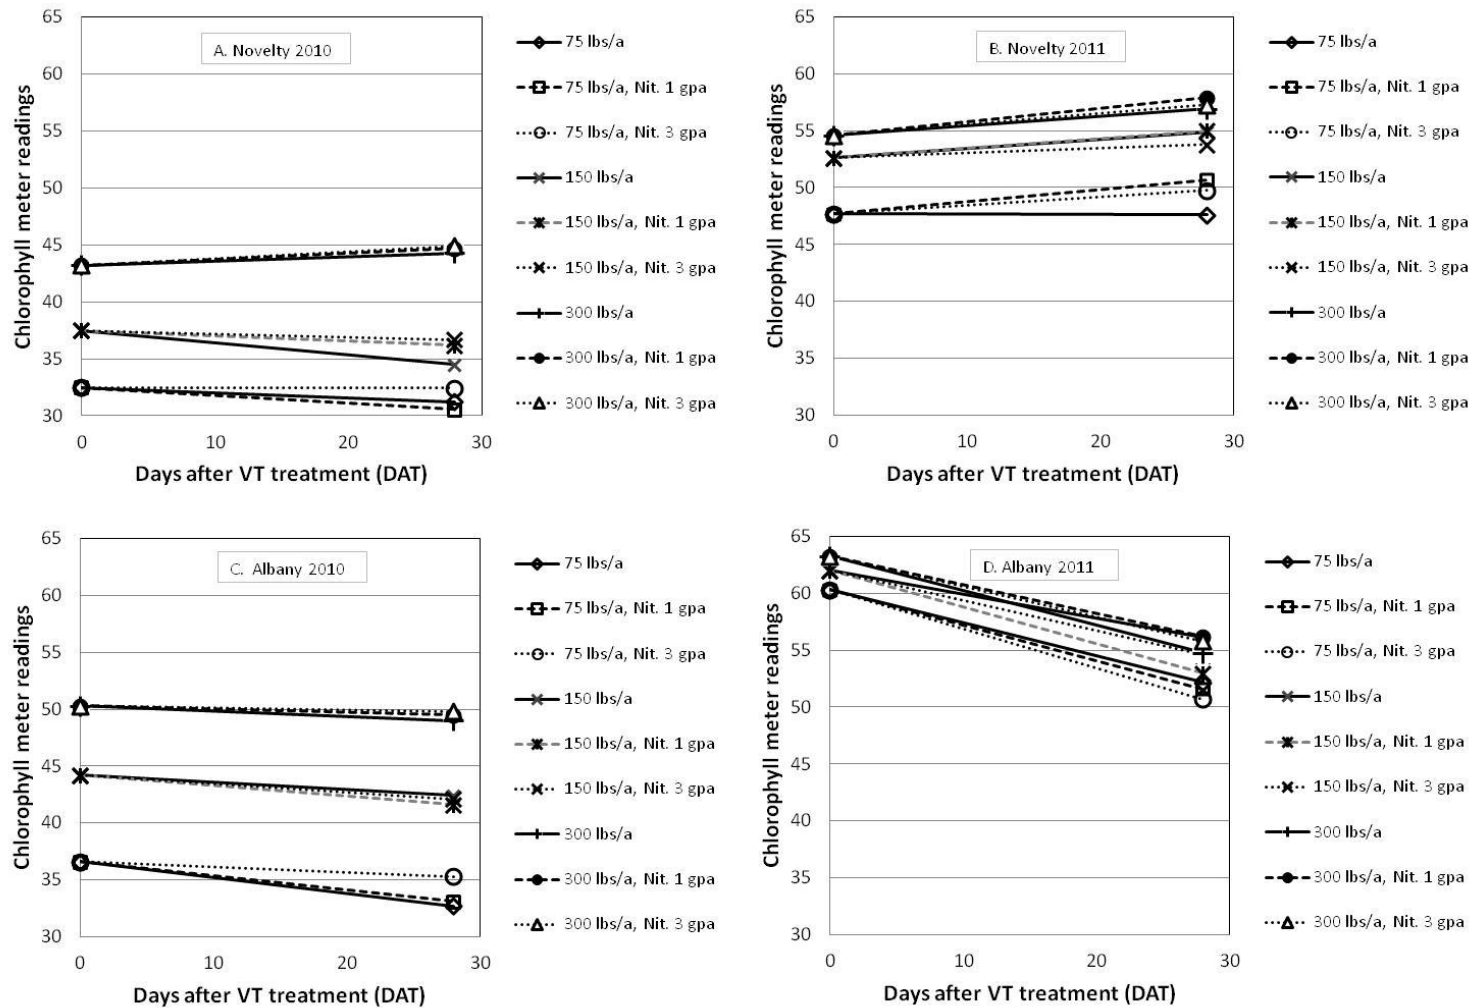 65
60
55
50
45
40
35
30
Chlorophyll meter readings
A. Novelty 2010
0
10
20
30
Days after VT treatment (DAT)
75 lbs/a
75 lbs/a, Nit. 1 gpa
75 lbs/a, Nit. 3 gpa
150 lbs/a
150 lbs/a, Nit. 1 gpa
150 lbs/a, Nit. 3 gpa
300 lbs/a
300 lbs/a, Nit. 1 gpa
300 lbs/a, Nit. 3 gpa
65
60
55
50
45
40
35
30
Chlorophyll meter readings
B. Novelty 2011
0
10
20
30
Days after VT treatment (DAT)
75 lbs/a
75 lbs/a, Nit. 1 gpa
75 lbs/a, Nit. 3 gpa
150 lbs/a
150 lbs/a, Nit. 1 gpa
150 lbs/a, Nit. 3 gpa
300 lbs/a
300 lbs/a, Nit. 1 gpa
300 lbs/a, Nit. 3 gpa
65
60
55
50
45
40
35
30
Chlorophyll meter readings
C. Albany 2010
0
10
20
30
Days after VT treatment (DAT)
75 lbs/a
75 lbs/a, Nit. 1 gpa
75 lbs/a, Nit. 3 gpa
150 lbs/a
150 lbs/a, Nit. 1 gpa
150 lbs/a, Nit. 3 gpa
300 lbs/a
300 lbs/a, Nit. 1 gpa
300 lbs/a, Nit. 3 gpa
65
60
55
50
45
40
35
30
Chlorophyll meter readings
D. Albany 2011
0
10
20
30
Days after VT treatment (DAT)
75 lbs/a
75 lbs/a, Nit. 1 gpa
75 lbs/a, Nit. 3 gpa
150 lbs/a
150 lbs/a, Nit. 1 gpa
150 lbs/a, Nit. 3 gpa
300 lbs/a
300 lbs/a, Nit. 1 gpa
300 lbs/a, Nit. 3 gpa